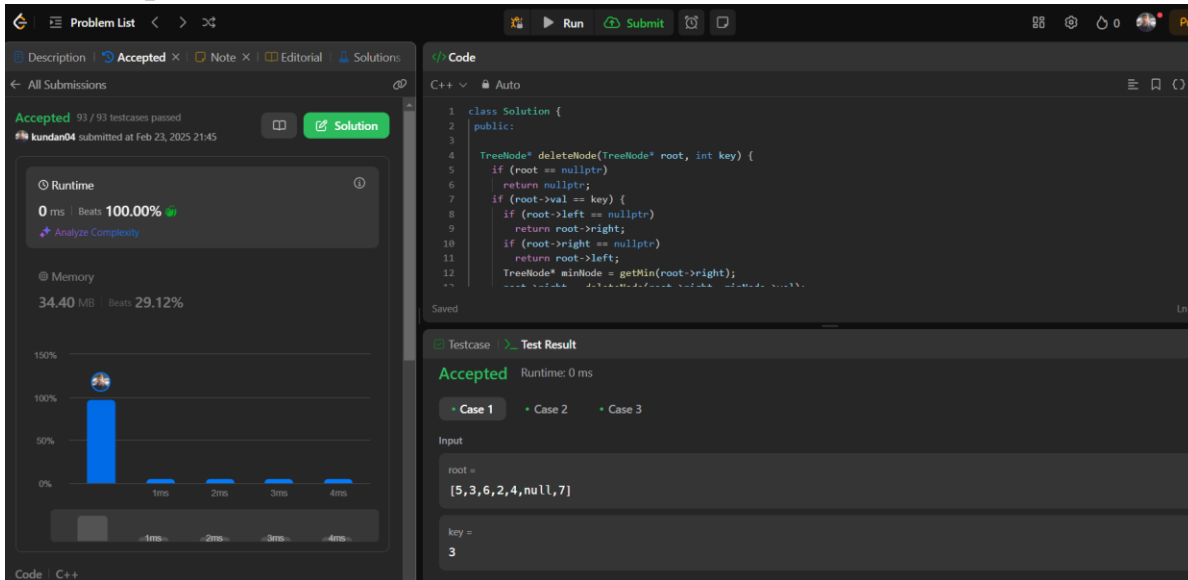 Problem List
Run
Submit
0
Description
Accepted
Note
Editorial
Solutions
All Submissions
Accepted 93 / 93 testcases passed
kundan04 submitted at Feb 23, 2025 21:45
Solution
Runtime
0 ms | Beats 100.00%
Analyze Complexity
Memory
34.40 MB | Beats 29.12%
150%
100%
50%
0%
1ms 2ms 3ms 4ms
1ms 2ms 3ms 4ms
Code | C++
</> Code
C++ Auto
1 class Solution {
2 public:
3
4 TreeNode* deleteNode(TreeNode* root, int key) {
5 if (root == nullptr)
6 return nullptr;
7 if (root->val == key) {
8 if (root->left == nullptr)
9 return root->right;
10 if (root->right == nullptr)
11 return root->left;
12 TreeNode* minNode = getMin(root->right);
Saved
Ln
Testcase | >_ Test Result
Accepted Runtime: 0 ms
• Case 1 • Case 2 • Case 3
Input
root =
[5,3,6,2,4,null,7]
key =
3